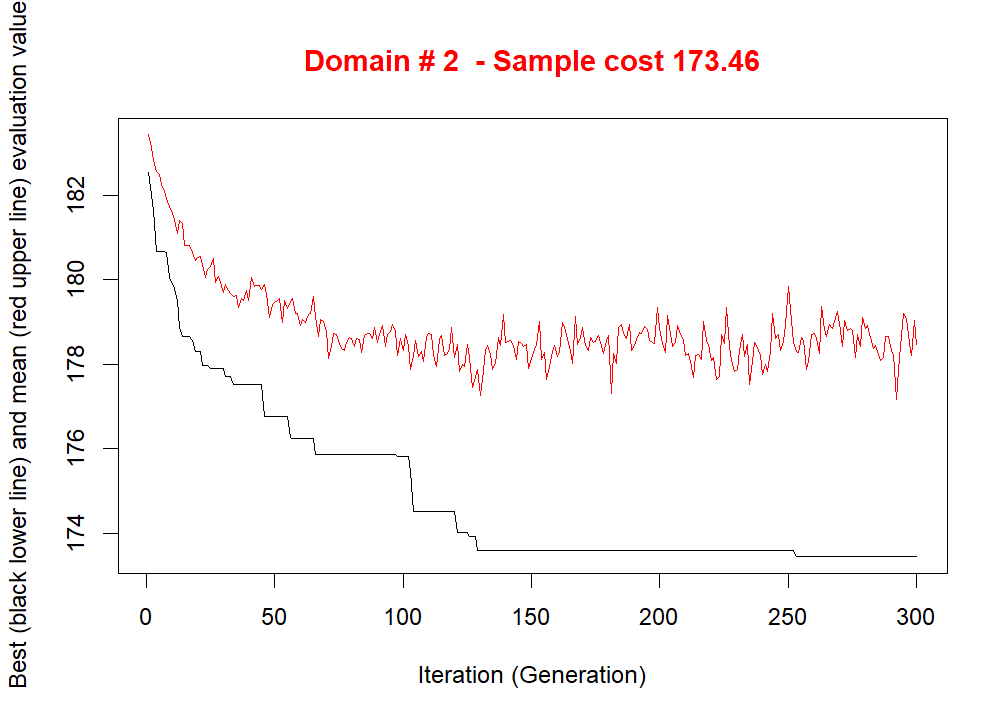 Domain # 2  - Sample cost 173.46
Best (black lower line) and mean (red upper line) evaluation value
182
180
178
176
174
0 50 100 150 200 250 300
Iteration (Generation)